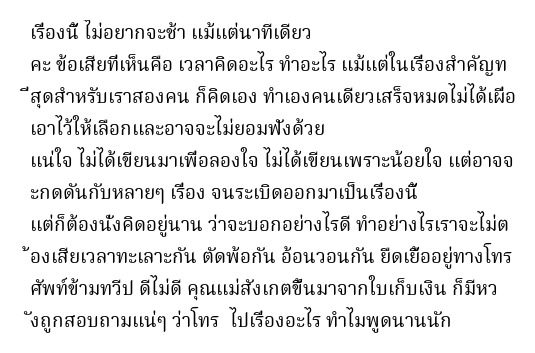 เรื่องนี้ ไม่อยากจะช้า แม้แต่นาทีเดียว
คะ ข้อเสียที่เห็นคือ เวลาคิดอะไร ทำอะไร แม้แต่ในเรื่องสำคัญท
ี่สุดสำหรับเราสองคน ก็คิดเอง ทำเองคนเดียวเสร็จหมดไม่ได้เผื่อ
เอาไว้ให้เลือกและอาจจะไม่ยอมฟังด้วย
แน่ใจ ไม่ได้เขียนมาเพื่อลองใจ ไม่ได้เขียนเพราะน้อยใจ แต่อาจจ
ะกดดันกับหลายๆ เรื่อง จนระเบิดออกมาเป็นเรื่องนี้
แต่ก็ต้องนั่งคิดอยู่นาน ว่าจะบอกอย่างไรดี ทำอย่างไรเราจะไม่ต
้องเสียเวลาทะเลาะกัน ตัดพ้อกัน อ้อนวอนกัน ยืดเยื้ออยู่ทางโทร
ศัพท์ข้ามทวีป ดีไม่ดี คุณแม่สังเกตขึ้นมาจากใบเก็บเงิน ก็มีหว
ังถูกสอบถามแน่ๆ ว่าโทร  ไปเรื่องอะไร ทำไมพูดนานนัก